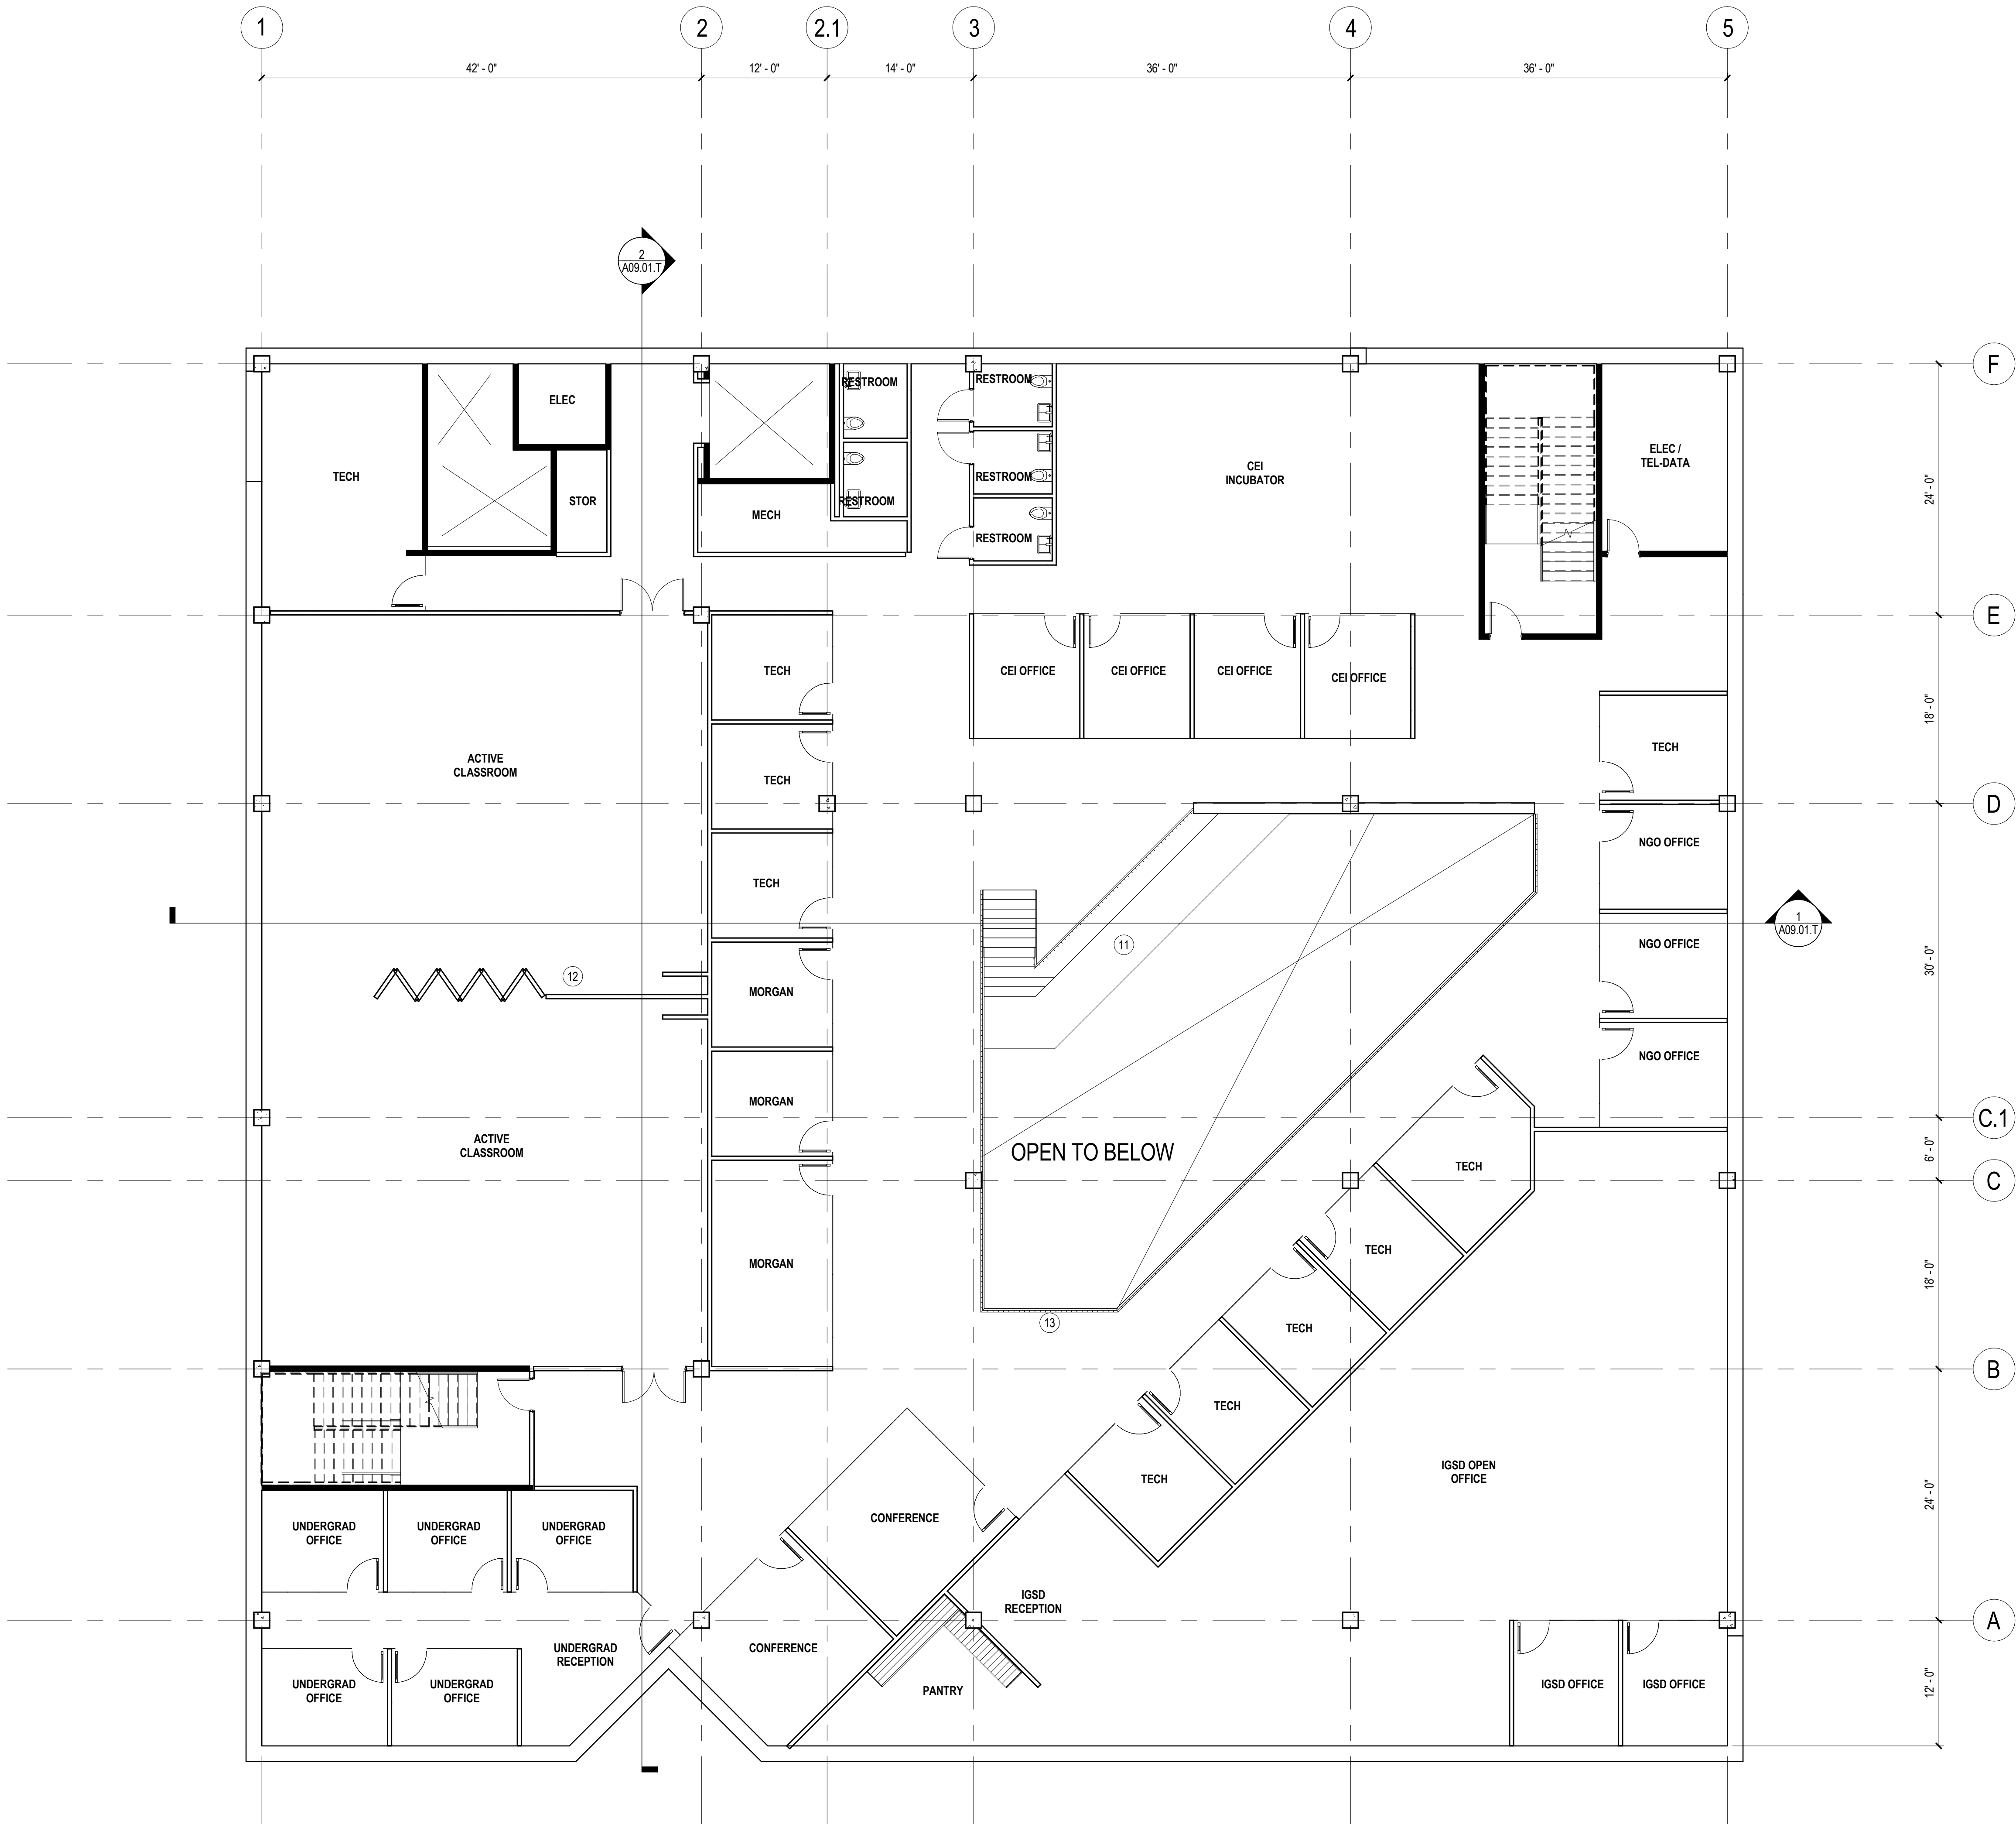 1
2
2.1
3
4
5
42' - 0"
12' - 0"
14' - 0"
36' - 0"
36' - 0"
2
A09.01.T
F
RESTROOM
RESTROOM
ELEC
ELEC /
TEL-DATA
CEI
INCUBATOR
TECH
RESTROOM
STOR
RESTROOM
MECH
RESTROOM
24' - 0"
E
TECH
CEI OFFICE
CEI OFFICE
CEI OFFICE
CEI OFFICE
18' - 0"
TECH
ACTIVE
CLASSROOM
TECH
D
NGO OFFICE
TECH
1
A09.01.T
11
NGO OFFICE
30' - 0"
12
MORGAN
NGO OFFICE
MORGAN
C.1
ACTIVE
CLASSROOM
OPEN TO BELOW
6' - 0"
TECH
C
TECH
MORGAN
18' - 0"
13
TECH
B
TECH
IGSD OPEN
OFFICE
TECH
24' - 0"
CONFERENCE
UNDERGRAD
OFFICE
UNDERGRAD
OFFICE
UNDERGRAD
OFFICE
IGSD
RECEPTION
A
UNDERGRAD
RECEPTION
CONFERENCE
UNDERGRAD
OFFICE
UNDERGRAD
OFFICE
PANTRY
IGSD OFFICE
IGSD OFFICE
12' - 0"